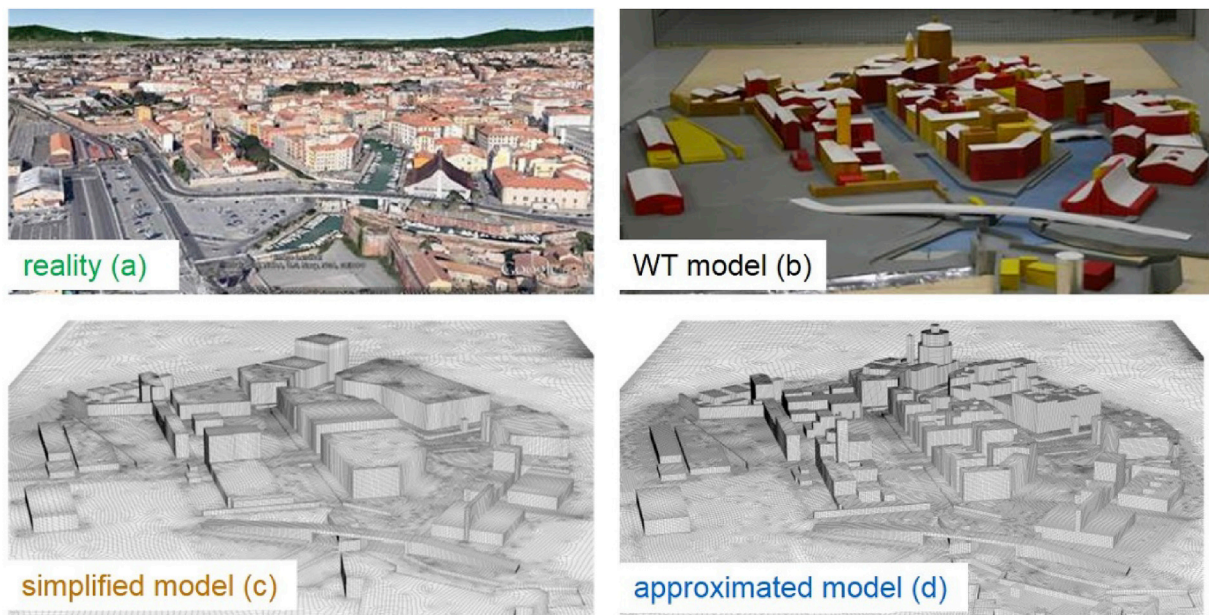 reality (a)
WT model (b)
simplified model (c)
approximated model (d)